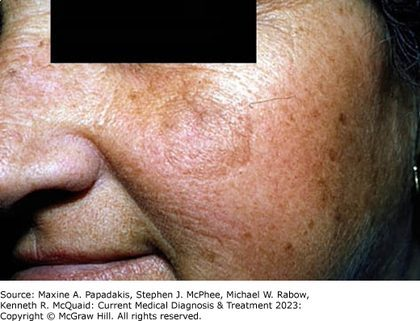 Source: Maxine A. Papadakis, Stephen J. McPhee, Michael W. Rabow,
Kenneth R. McQuaid: Current Medical Diagnosis & Treatment 2023:
Copyright © McGraw Hill. All rights reserved.